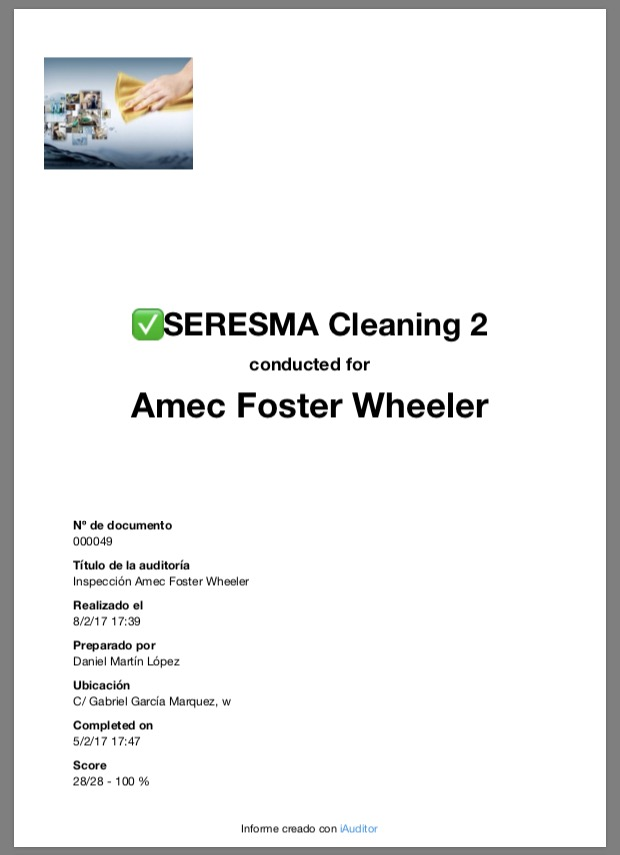 ✅SERESMA Cleaning 2
conducted for
Amec Foster Wheeler
Nº de documento
000049
Título de la auditoría
Inspección Amec Foster Wheeler
Realizado el
8/2/17 17:39
Preparado por
Daniel Martín López
Ubicación
C/ Gabriel García Marquez, w
Completed on
5/2/17 17:47
Score
28/28 - 100 %
Informe creado con iAuditor